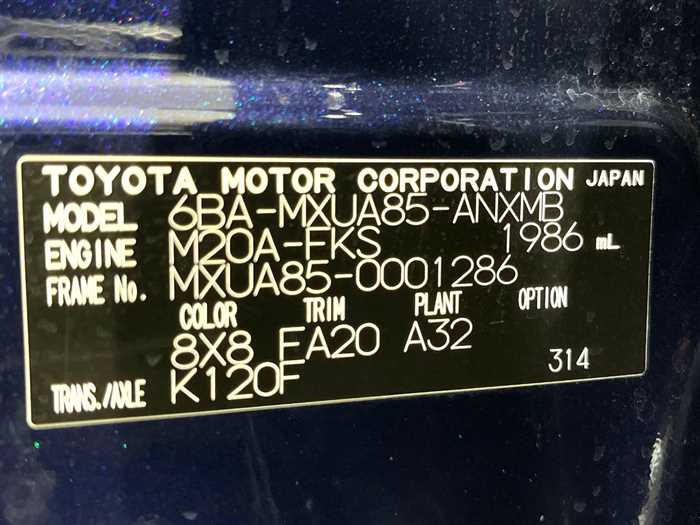 TOYOTA MOTOR CORPORATION JAPAN
MODEL 6BA-MXUA85-ANXMB
ENGINE M20A-FKS 1986 mL
FRAME No. MXUA85-0001286
COLOR TRIM PLANT OPTION
8X8 EA20 A32
TRANS./AXLE K120F 314